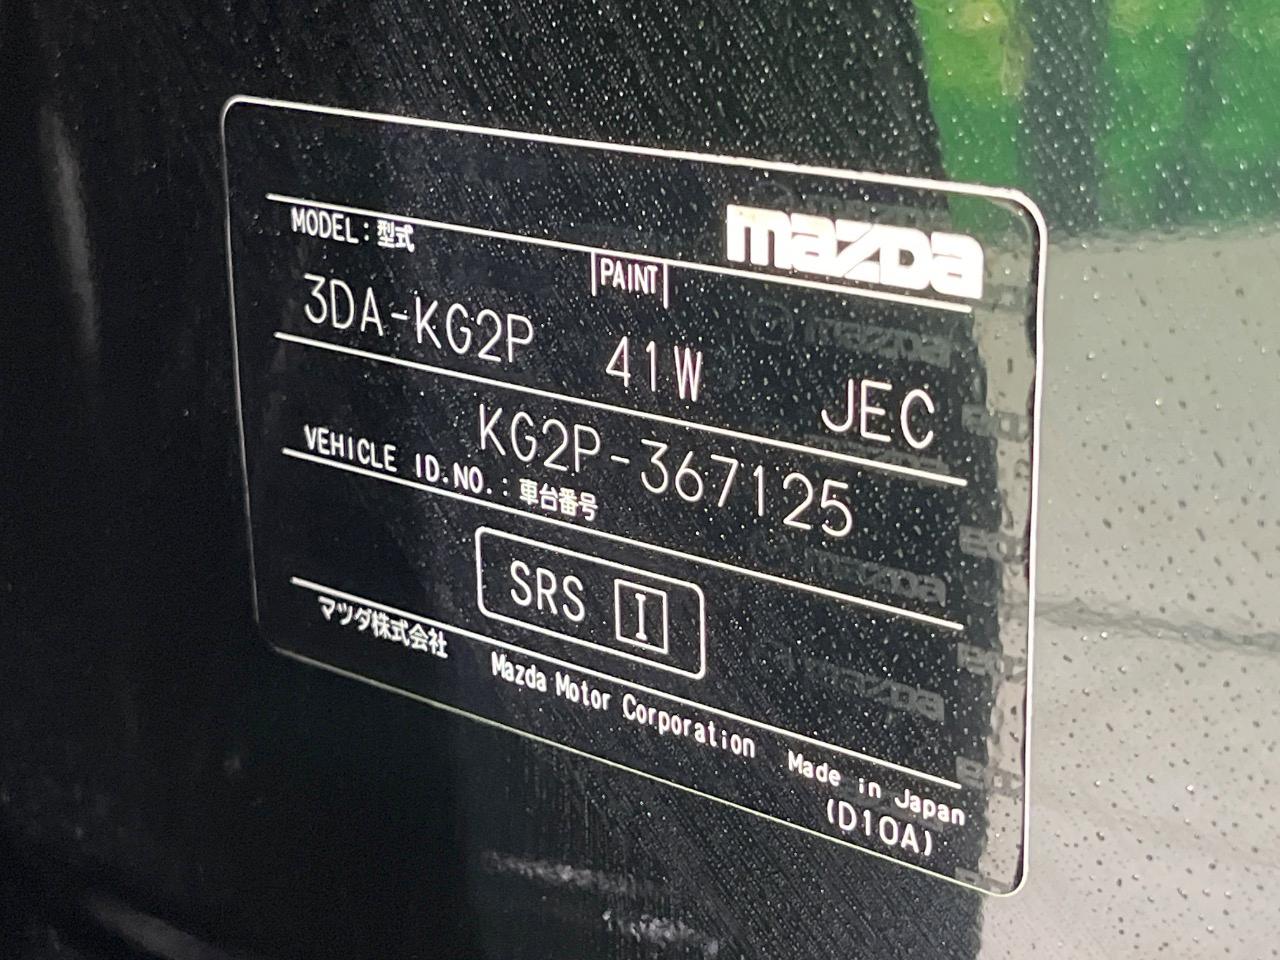 mazDa
MODEL : 型式
PAINT
3DA-KG2P 41W JEC
KG2P-367125
VEHICLE ID.NO. : 車台番号
SRS I
マツダ株式会社 Mazda Motor Corporation Made in Japan
(D10A)